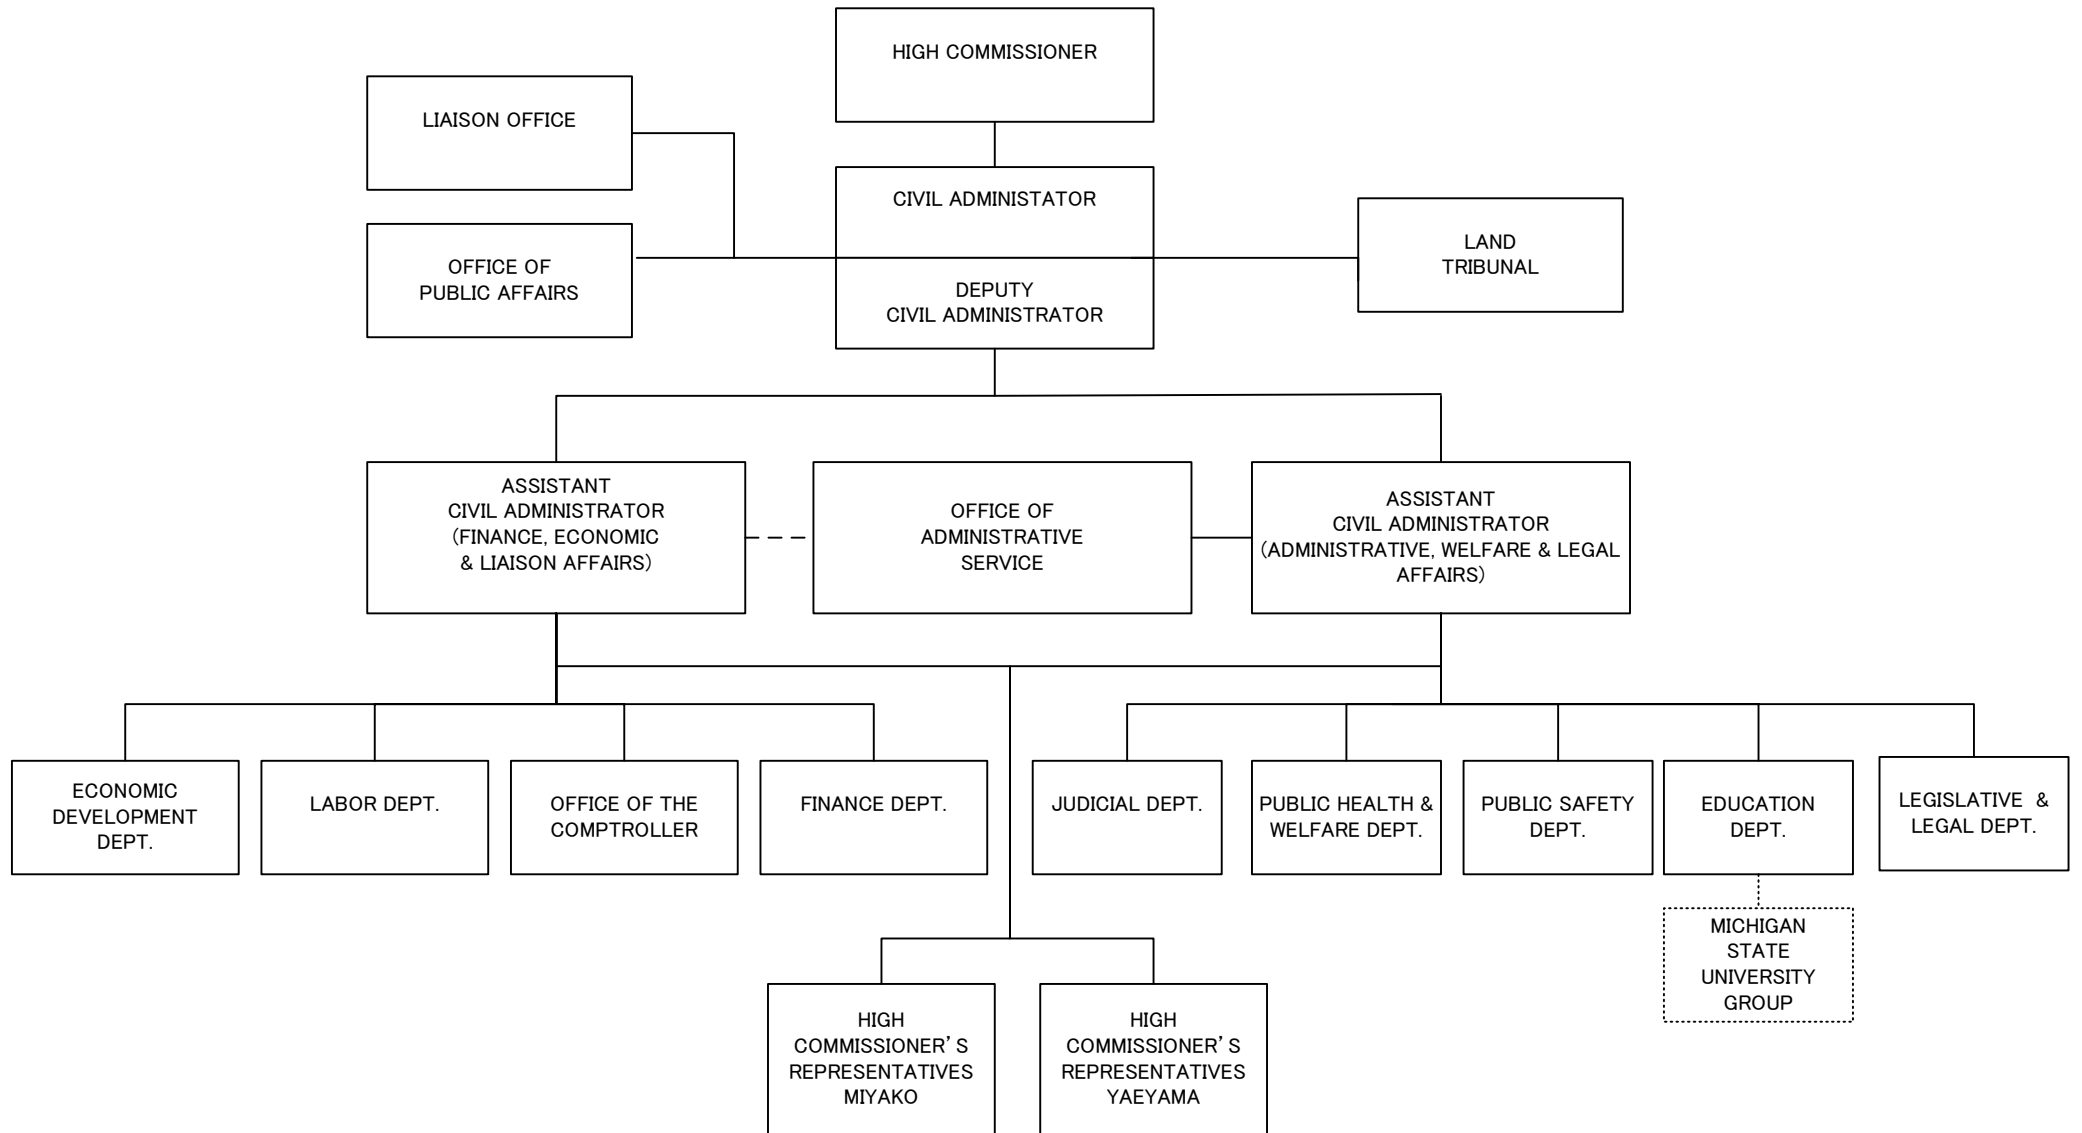 HIGH COMMISSIONER
LIAISON OFFICE
CIVIL ADMINISTATOR
OFFICE OF
PUBLIC AFFAIRS
DEPUTY
CIVIL ADMINISTRATOR
LAND
TRIBUNAL
ASSISTANT
CIVIL ADMINISTRATOR
(FINANCE, ECONOMIC
& LIAISON AFFAIRS)
OFFICE OF
ADMINISTRATIVE
SERVICE
ASSISTANT
CIVIL ADMINISTRATOR
(ADMINISTRATIVE, WELFARE & LEGAL
AFFAIRS)
ECONOMIC
DEVELOPMENT
DEPT.
LABOR DEPT.
OFFICE OF THE
COMPTROLLER
FINANCE DEPT.
JUDICIAL DEPT.
PUBLIC HEALTH &
WELFARE DEPT.
PUBLIC SAFETY
DEPT.
EDUCATION
DEPT.
LEGISLATIVE &
LEGAL DEPT.
MICHIGAN
STATE
UNIVERSITY
GROUP
HIGH
COMMISSIONER’S
REPRESENTATIVES
MIYAKO
HIGH
COMMISSIONER’S
REPRESENTATIVES
YAEYAMA